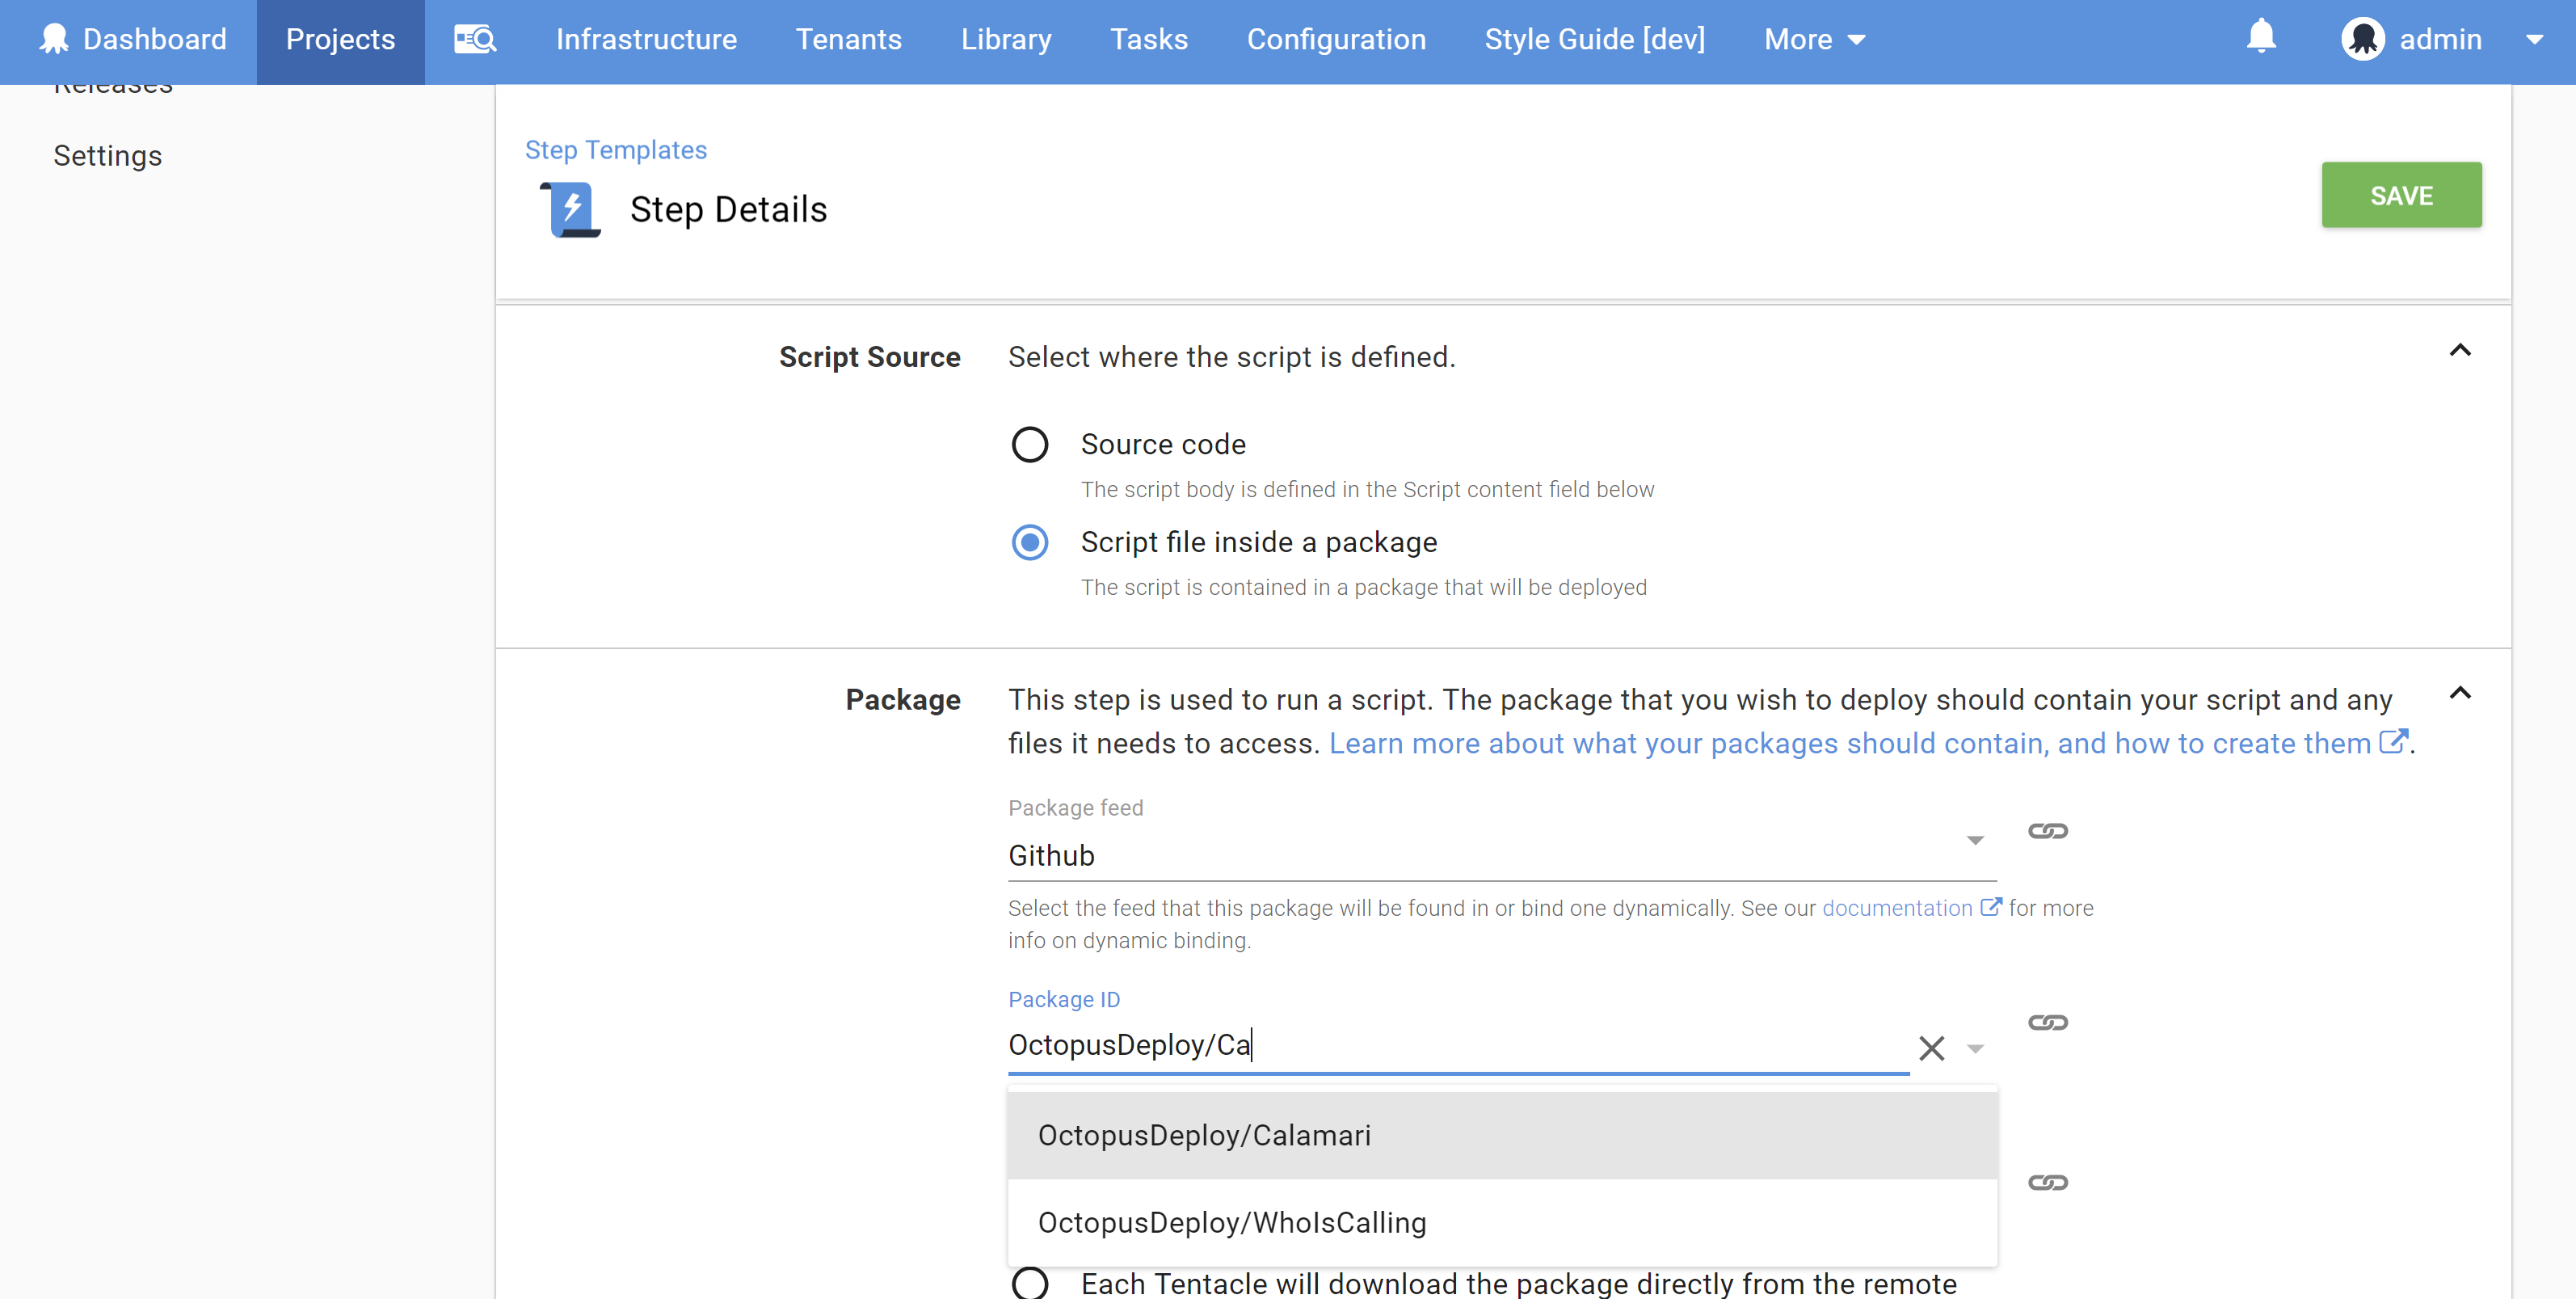 Dashboard Projects Infrastructure Tenants Library Tasks Configuration Style Guide [dev] More admin
Releases
Settings
Step Templates
Step Details
SAVE
Script Source Select where the script is defined.
Source code
The script body is defined in the Script content field below
Script file inside a package
The script is contained in a package that will be deployed
Package This step is used to run a script. The package that you wish to deploy should contain your script and any
files it needs to access. Learn more about what your packages should contain, and how to create them.
Package feed
Github
Select the feed that this package will be found in or bind one dynamically. See our documentation for more
info on dynamic binding.
Package ID
OctopusDeploy/Ca
OctopusDeploy/Calamari
OctopusDeploy/WhoIsCalling
Each Tentacle will download the package directly from the remote